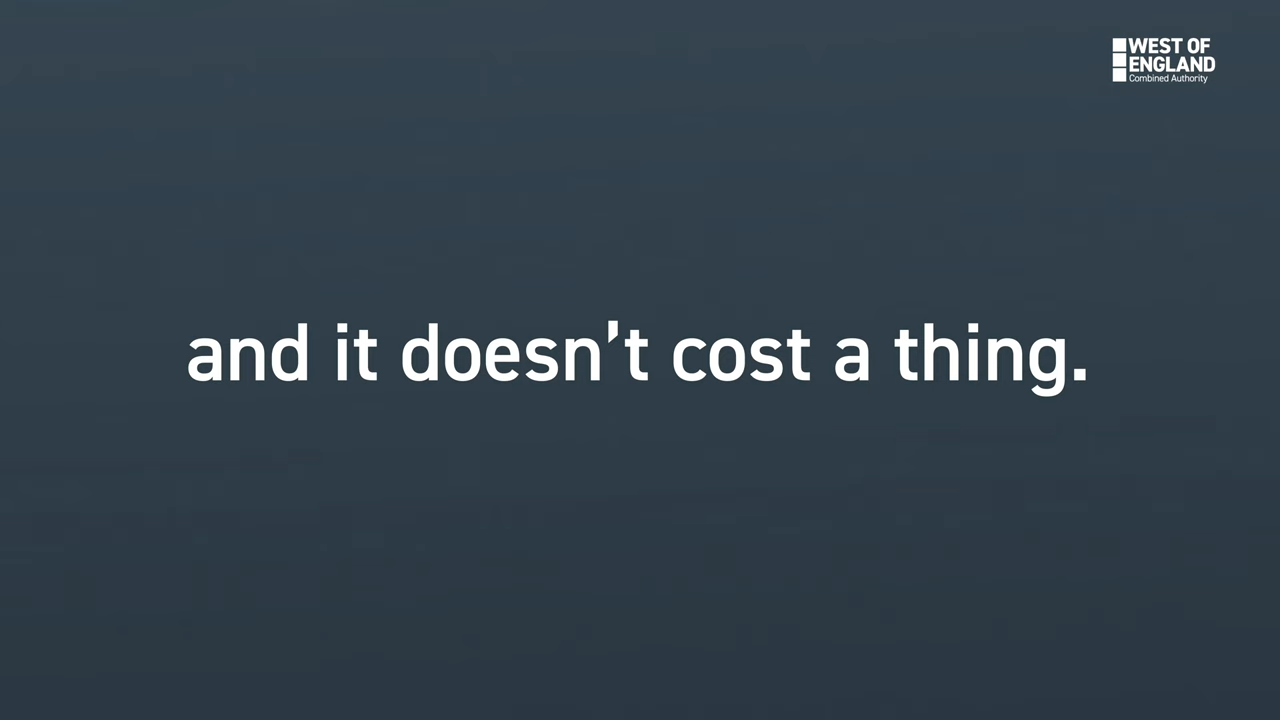 WEST OF
ENGLAND
Combined Authority
and it doesn’t cost a thing.